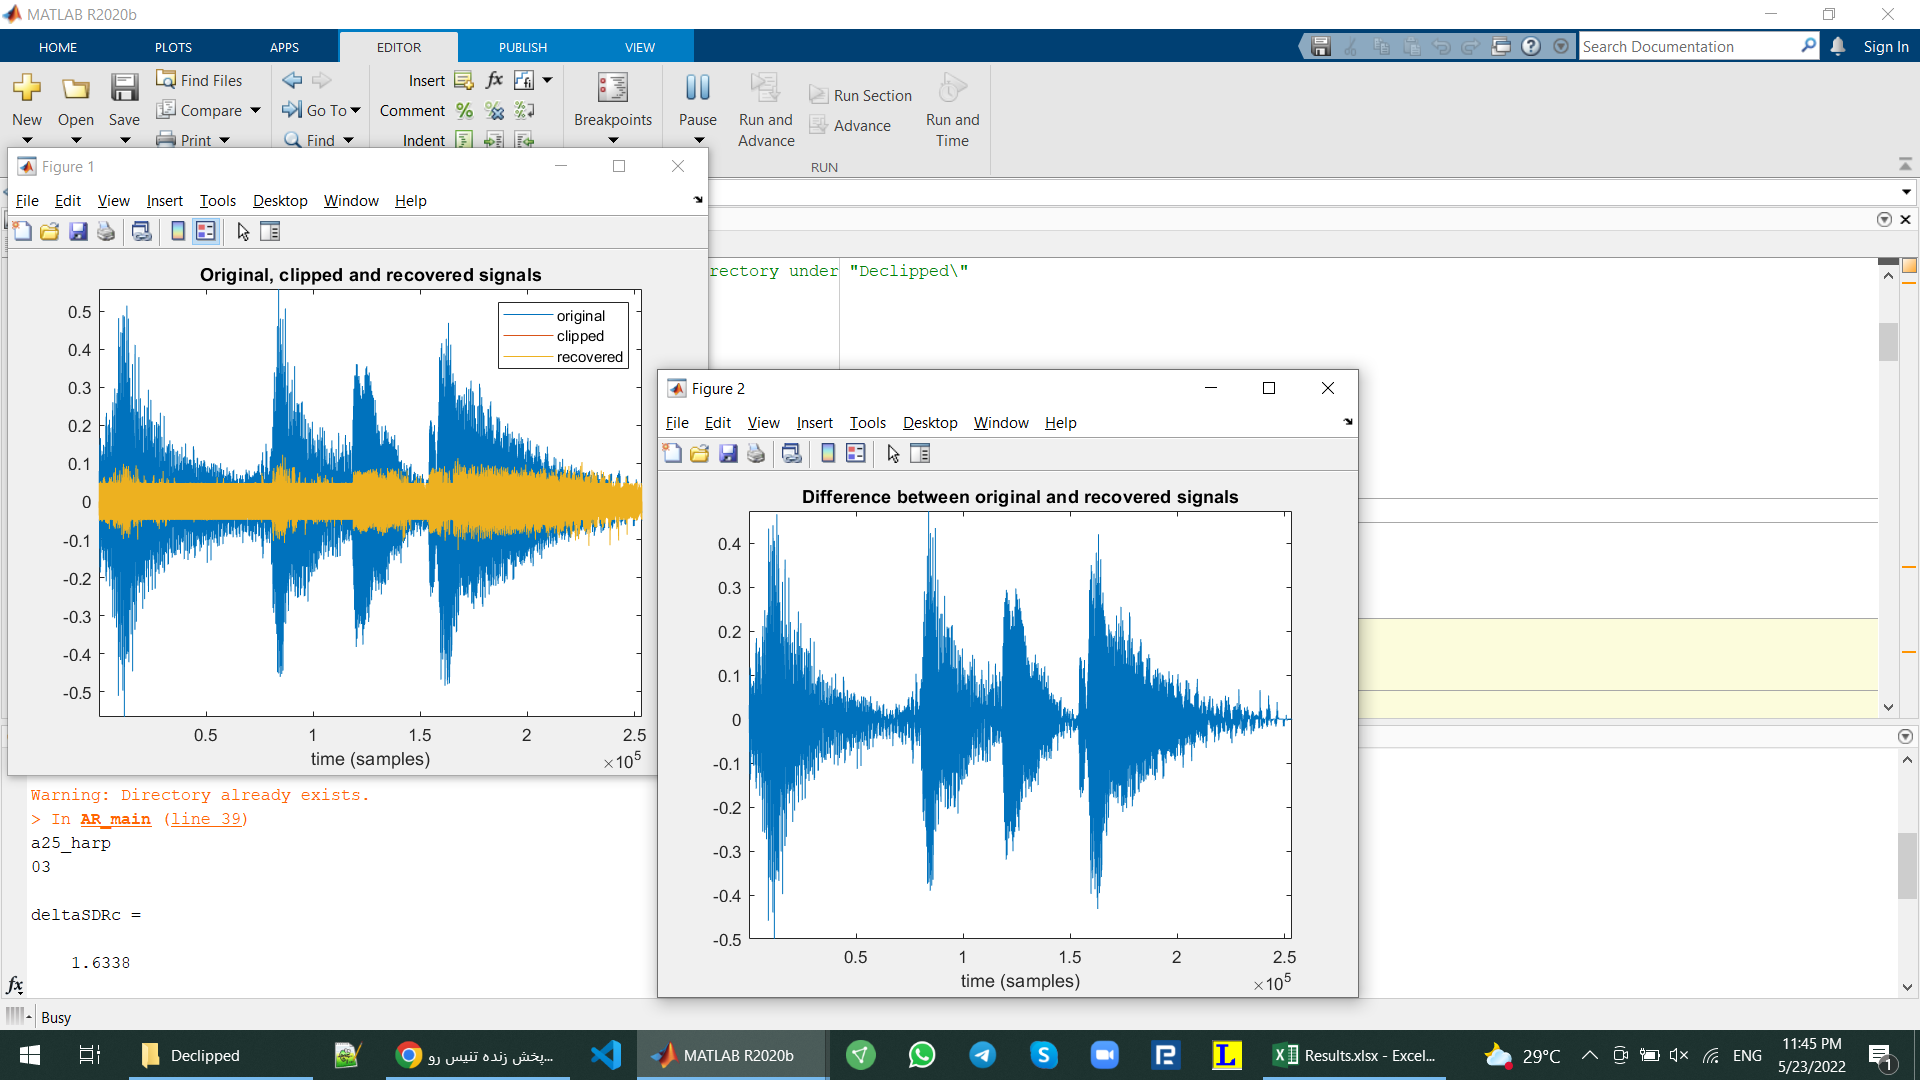 MATLAB R2020b
HOME PLOTS APPS EDITOR PUBLISH VIEW
Search Documentation
Sign In
New
Open
Save
Find Files
Compare
Print
Go To
Find
Insert
fx
fi
Comment
Indent
Breakpoints
Pause
Run and Advance
Run Section
Advance
Run and Time
RUN
Figure 1
File Edit View Insert Tools Desktop Window Help
Original, clipped and recovered signals
original
clipped
recovered
0.5
0.4
0.3
0.2
0.1
0
-0.1
-0.2
-0.3
-0.4
-0.5
0.5 1 1.5 2 2.5
time (samples)
×10^5
rectory under "Declipped\"
Figure 2
File Edit View Insert Tools Desktop Window Help
Difference between original and recovered signals
0.4
0.3
0.2
0.1
0
-0.1
-0.2
-0.3
-0.4
-0.5
0.5 1 1.5 2 2.5
time (samples)
×10^5
Warning: Directory already exists.
> In AR_main (line 39)
a25_harp
03
deltaSDRc =
1.6338
fx
Busy
Declipped
پخش زنده تنیس رو...
MATLAB R2020b
Results.xlsx - Excel...
29°C
ENG
11:45 PM
5/23/2022
1